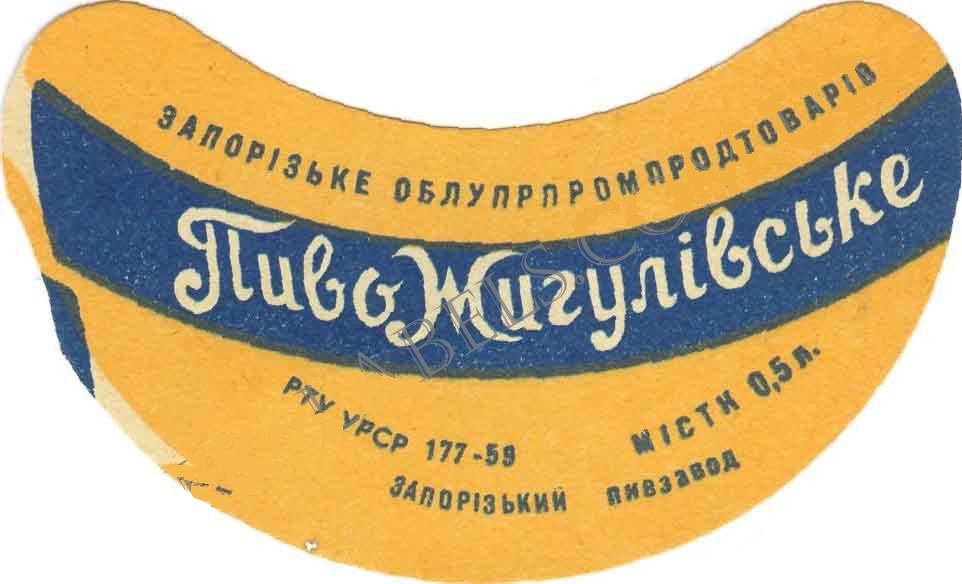 ЗАПОРІЗЬКЕ ОБЛУПРПРОМПРОДТОВАРІВ
Пиво Жигулівське
РТУ УРСР 177-59
МІСТК 0,5 л.
ЗАПОРІЗЬКИЙ ПИВЗАВОД